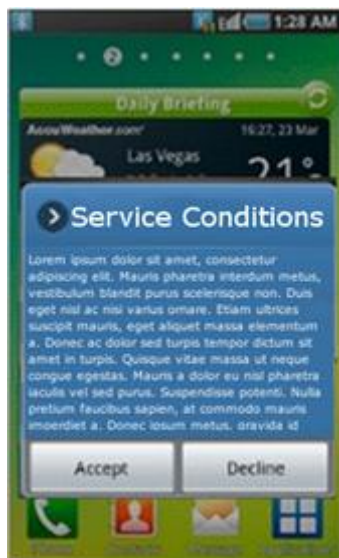 1:28 AM
2
Daily Briefing
AccuWeather.com 16:27, 23 Mar
Las Vegas
21°
Service Conditions
Lorem ipsum dolor sit amet, consectetur
adipiscing elit. Mauris pharetra interdum metus,
vestibulum blandit purus scelerisque non. Duis
eget nisl ac nisi varius ornare. Etiam ultrices
suscipit mauris, eget aliquet massa elementum
a. Donec ac dolor sed turpis tempor dictum sit
amet in turpis. Quisque vitae massa ut neque
congue egestas. Mauris a dolor eu nisl pharetra
iaculis vel sed purus. Suspendisse potenti. Nulla
pretium faucibus sapien, at commodo mauris
imperdiet a. Donec ipsum metus, gravida id
Accept Decline